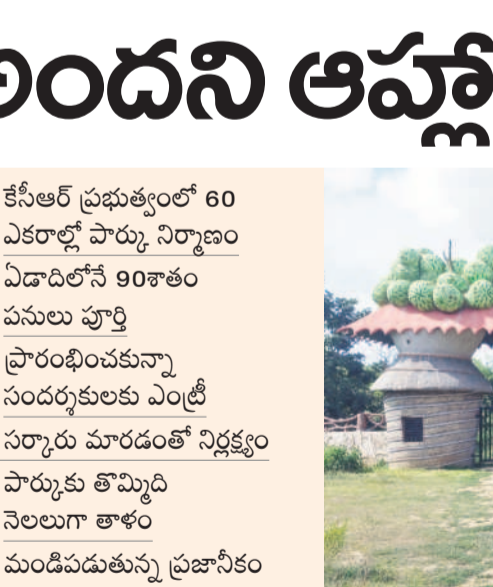 అందని ఆహ్లా
కేసీఆర్ ప్రభుత్వంలో 60
ఎకరాల్లో పార్కు నిర్మాణం
ఏడాదిలోనే 90శాతం
పనులు పూర్తి
ప్రారంభించకున్నా
సందర్శకులకు ఎంట్రీ
సర్కారు మారడంతో నిర్లక్ష్యం
పార్కుకు తొమ్మిది
నెలలుగా తాళం
మండిపడుతున్న ప్రజానీకం